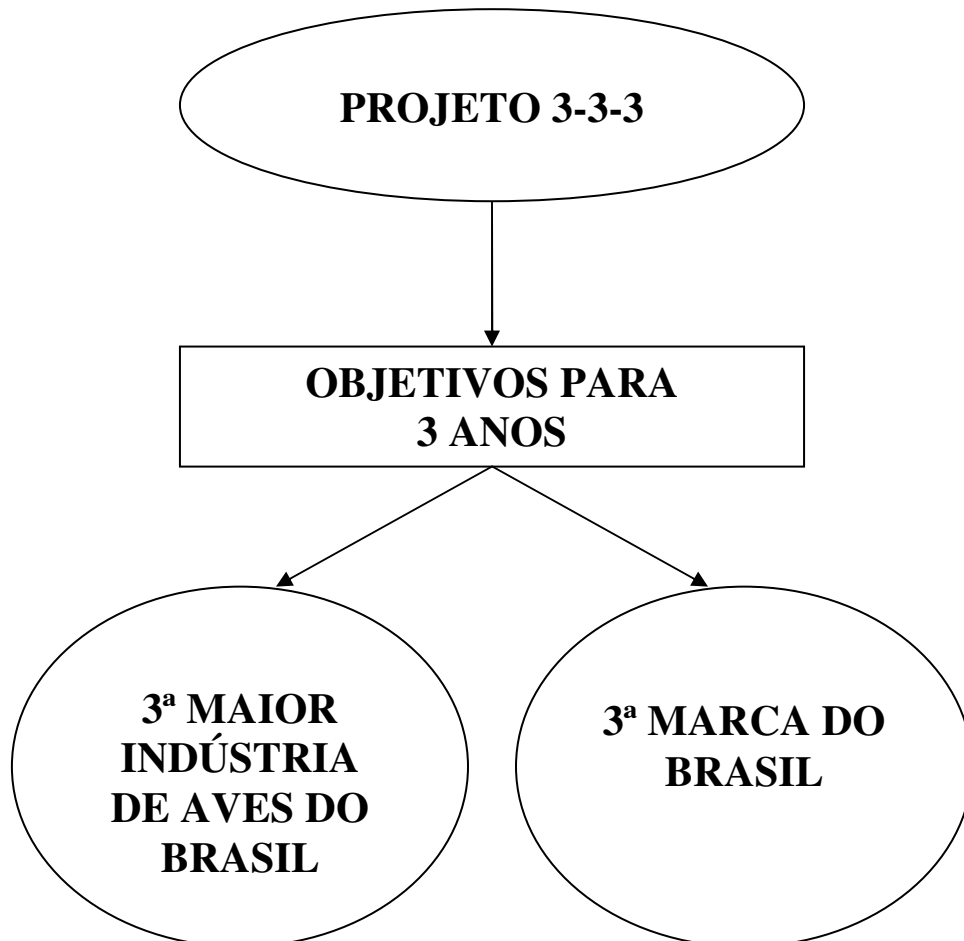 PROJETO 3-3-3
OBJETIVOS PARA
3 ANOS
3ª MAIOR
INDÚSTRIA
DE AVES DO
BRASIL
3ª MARCA DO
BRASIL